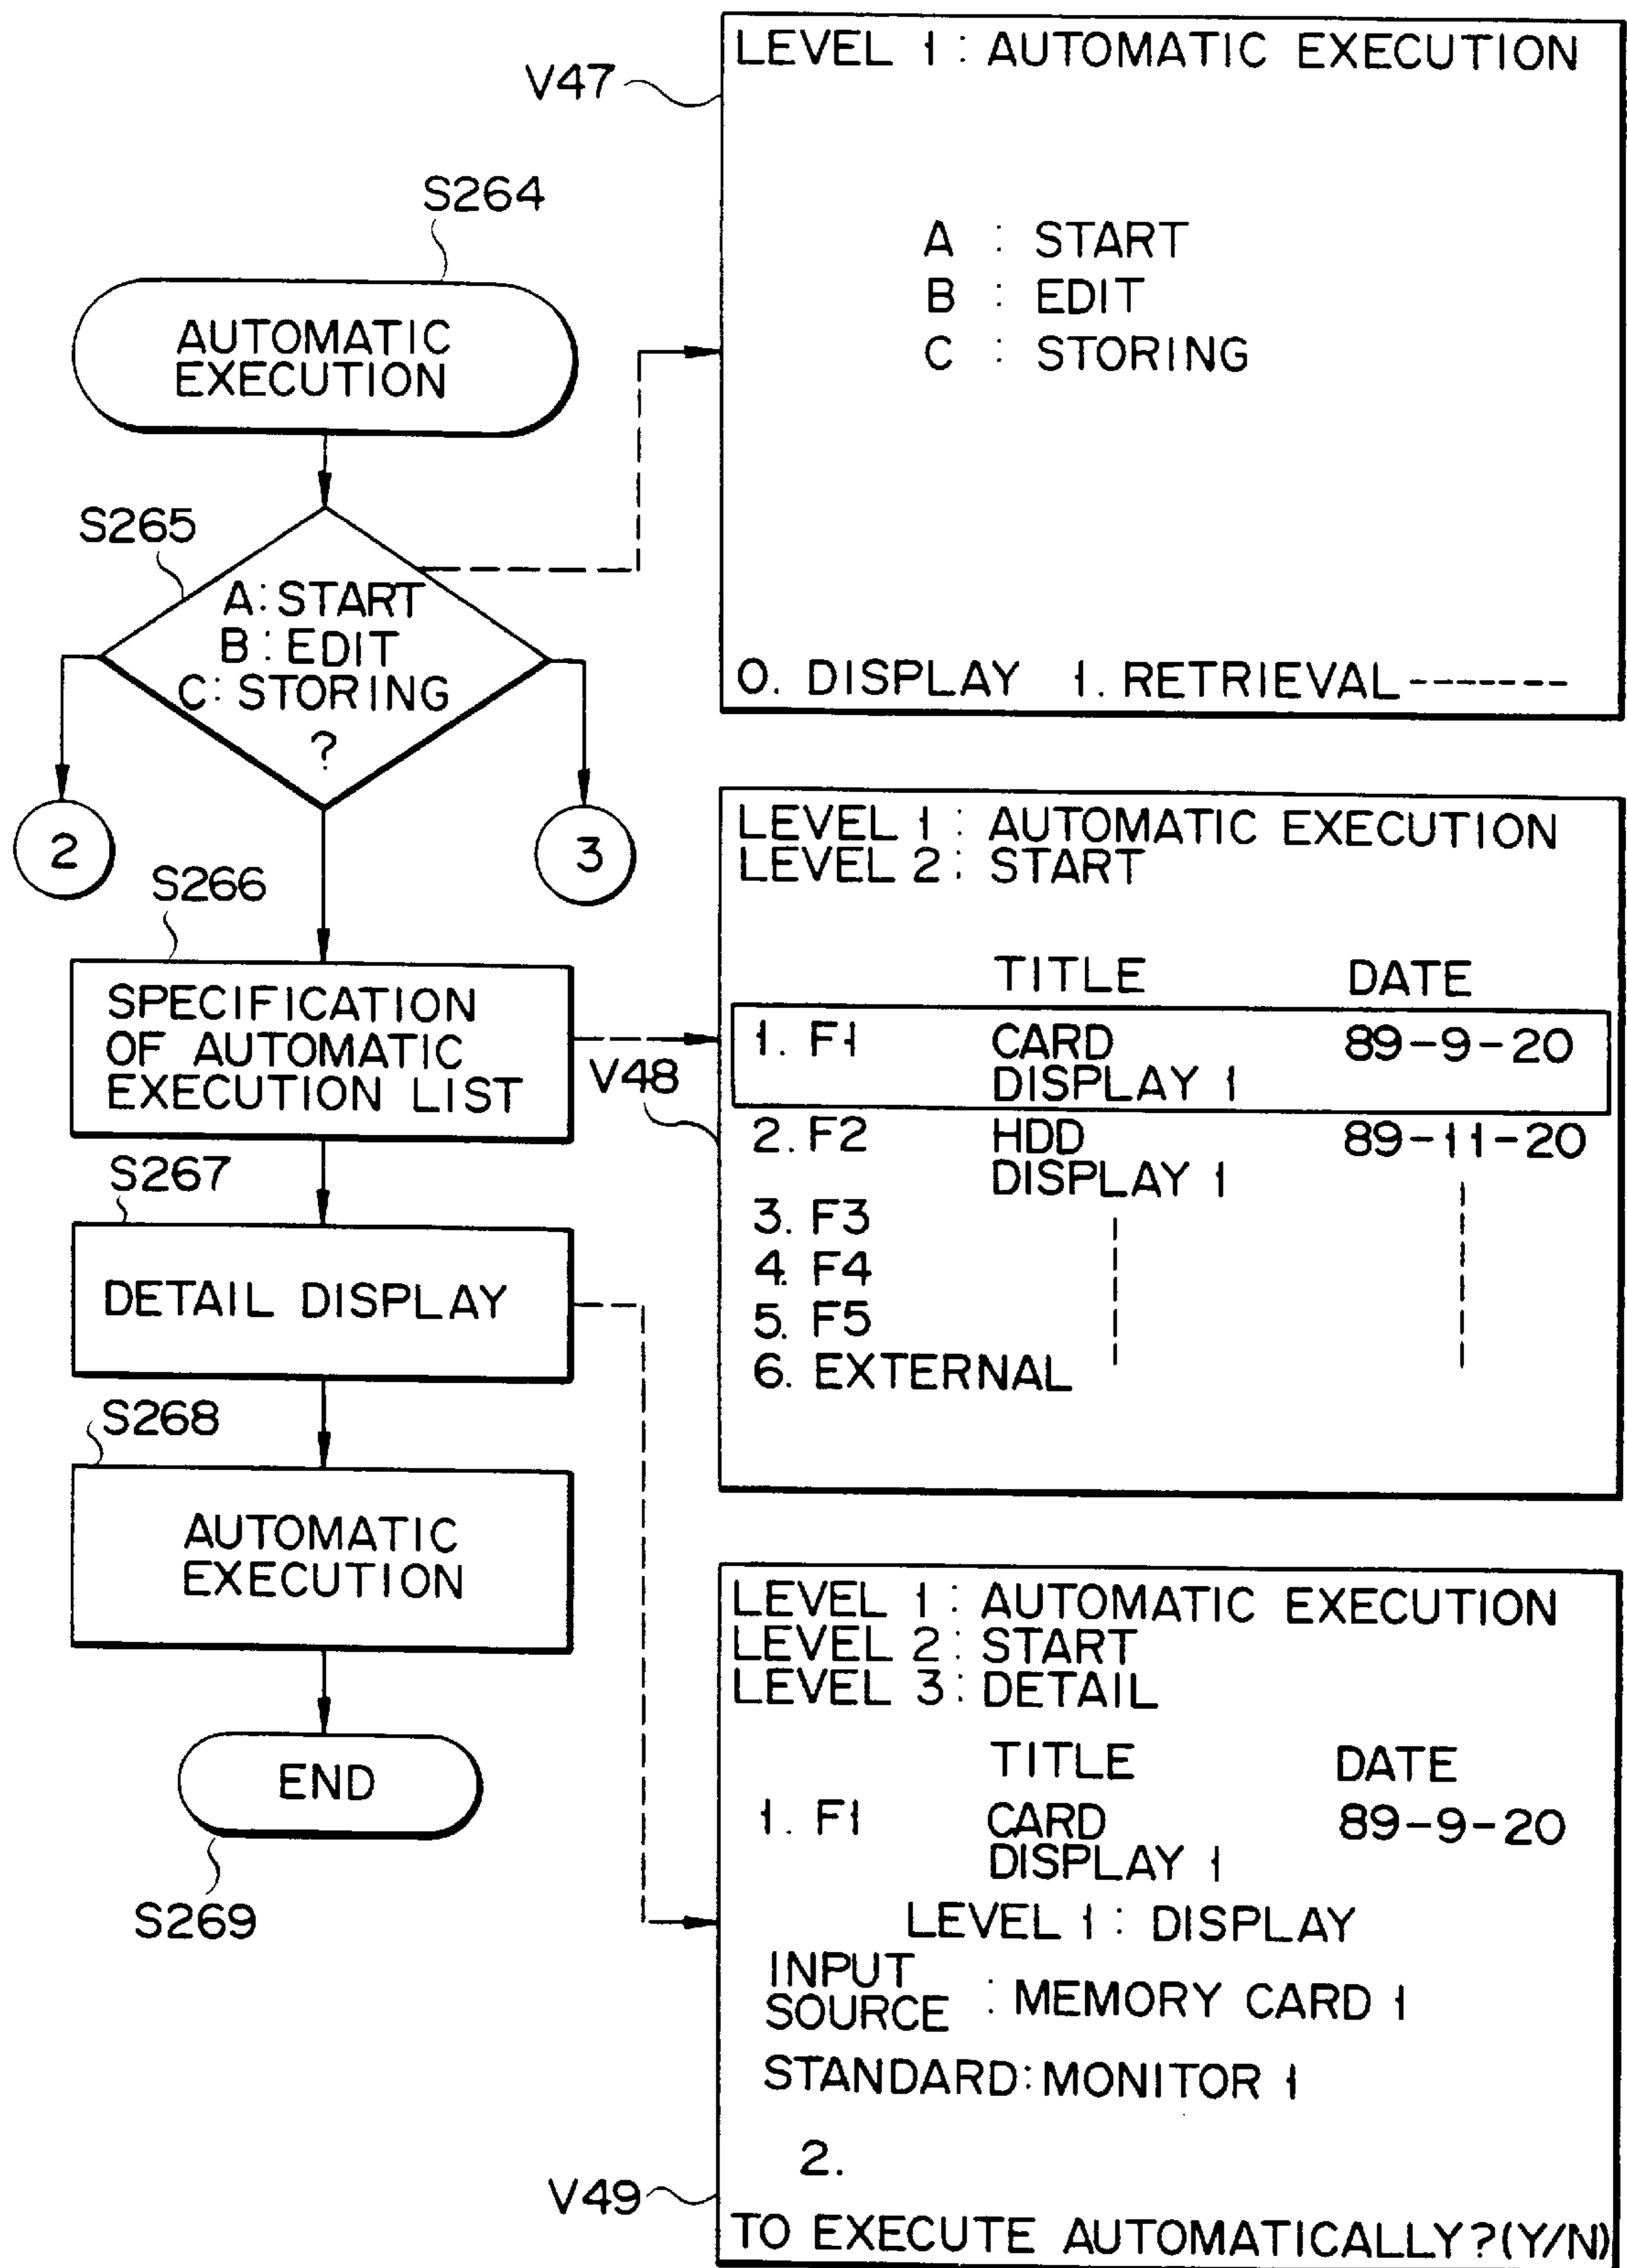 S264
AUTOMATIC
EXECUTION
S265
A: START
B: EDIT
C: STORING
?
2
3
S266
SPECIFICATION
OF AUTOMATIC
EXECUTION LIST
S267
DETAIL DISPLAY
S268
AUTOMATIC
EXECUTION
END
S269
V47
LEVEL 1: AUTOMATIC EXECUTION
A : START
B : EDIT
C : STORING
0. DISPLAY 1. RETRIEVAL-------
V48
LEVEL 1: AUTOMATIC EXECUTION
LEVEL 2: START
TITLE DATE
1. F1 CARD 89-9-20
DISPLAY 1
2. F2 HDD 89-11-20
DISPLAY 1
3. F3
4. F4
5. F5
6. EXTERNAL
V49
LEVEL 1: AUTOMATIC EXECUTION
LEVEL 2: START
LEVEL 3: DETAIL
TITLE DATE
1. F1 CARD 89-9-20
DISPLAY 1
LEVEL 1: DISPLAY
INPUT
SOURCE : MEMORY CARD 1
STANDARD: MONITOR 1
2.
TO EXECUTE AUTOMATICALLY?(Y/N)